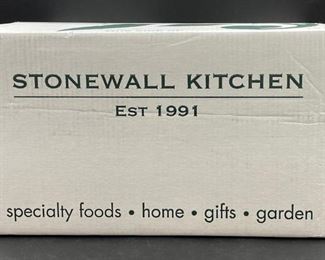 STONEWALL KITCHEN
EST 1991
specialty foods • home • gifts • garden